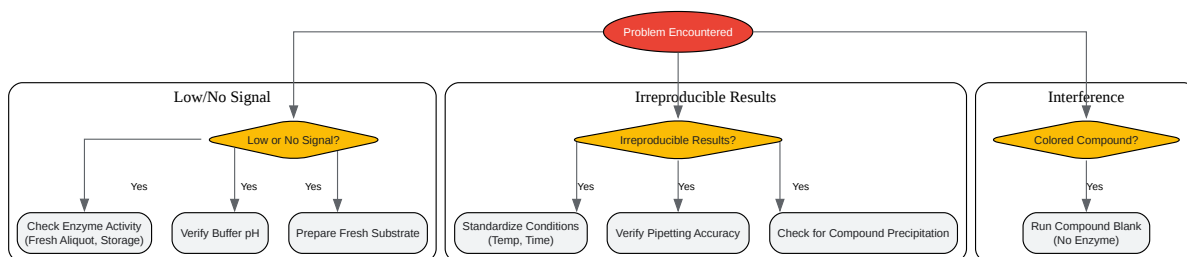 Problem Encountered
Low/No Signal
Irreproducible Results
Interference
Low or No Signal?
Irreproducible Results?
Colored Compound?
Yes
Yes
Yes
Yes
Yes
Yes
Yes
Check Enzyme Activity
(Fresh Aliquot, Storage)
Verify Buffer pH
Prepare Fresh Substrate
Standardize Conditions
(Temp, Time)
Verify Pipetting Accuracy
Check for Compound Precipitation
Run Compound Blank
(No Enzyme)